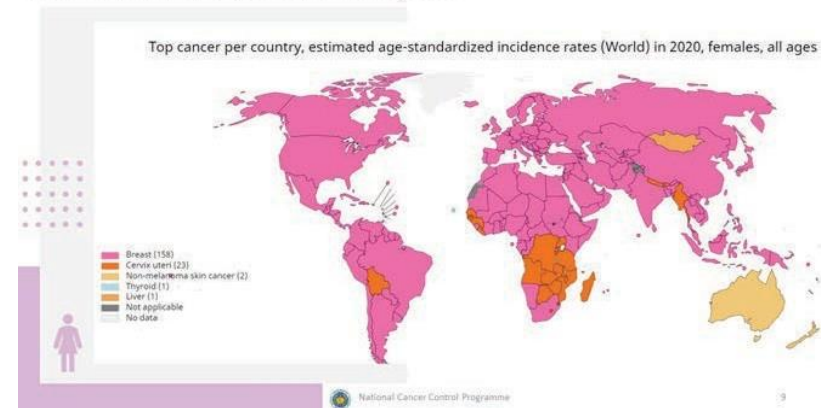 Top cancer per country, estimated age-standardized incidence rates (World) in 2020, females, all ages
Breast (158)
Cervix uteri (23)
Non-melanoma skin cancer (2)
Thyroid (1)
Liver (1)
Not applicable
No data
National Cancer Control Programme
9